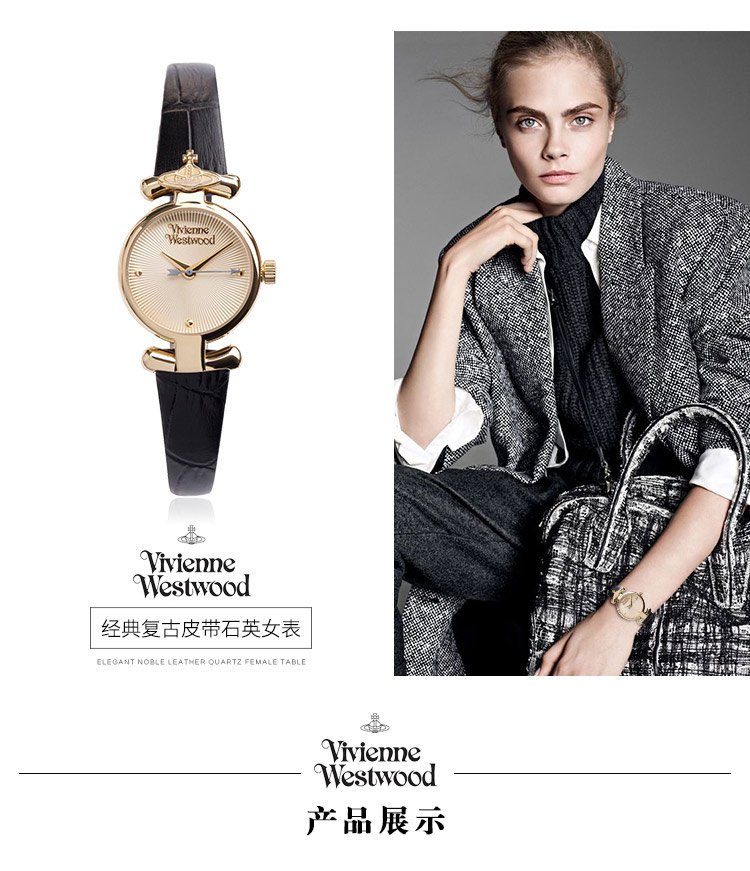 Vivienne
Westwood
Vivienne
Westwood
经典复古皮带石英女表
ELEGANT NOBLE LEATHER QUARTZ FEMALE TABLE
Vivienne
Westwood
产品展示